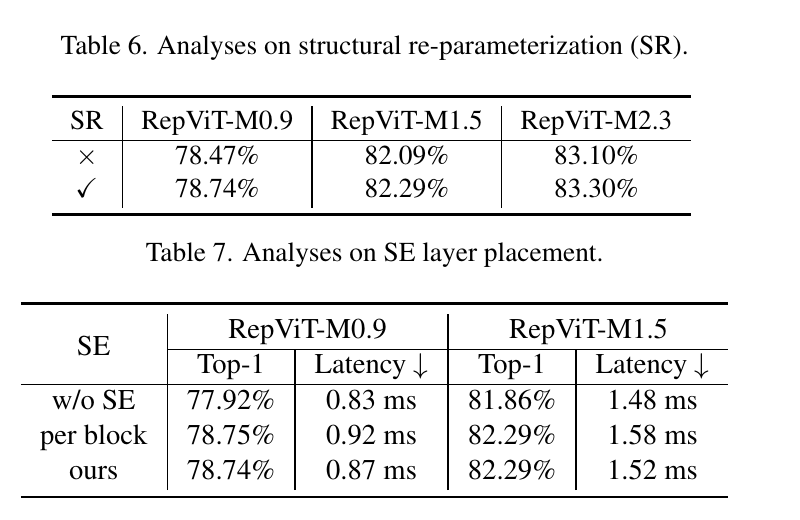 Table 6. Analyses on structural re-parameterization (SR).
SR RepViT-M0.9 RepViT-M1.5 RepViT-M2.3
× 78.47% 82.09% 83.10%
✓ 78.74% 82.29% 83.30%
Table 7. Analyses on SE layer placement.
SE RepViT-M0.9 RepViT-M1.5
Top-1 Latency ↓ Top-1 Latency ↓
w/o SE 77.92% 0.83 ms 81.86% 1.48 ms
per block 78.75% 0.92 ms 82.29% 1.58 ms
ours 78.74% 0.87 ms 82.29% 1.52 ms